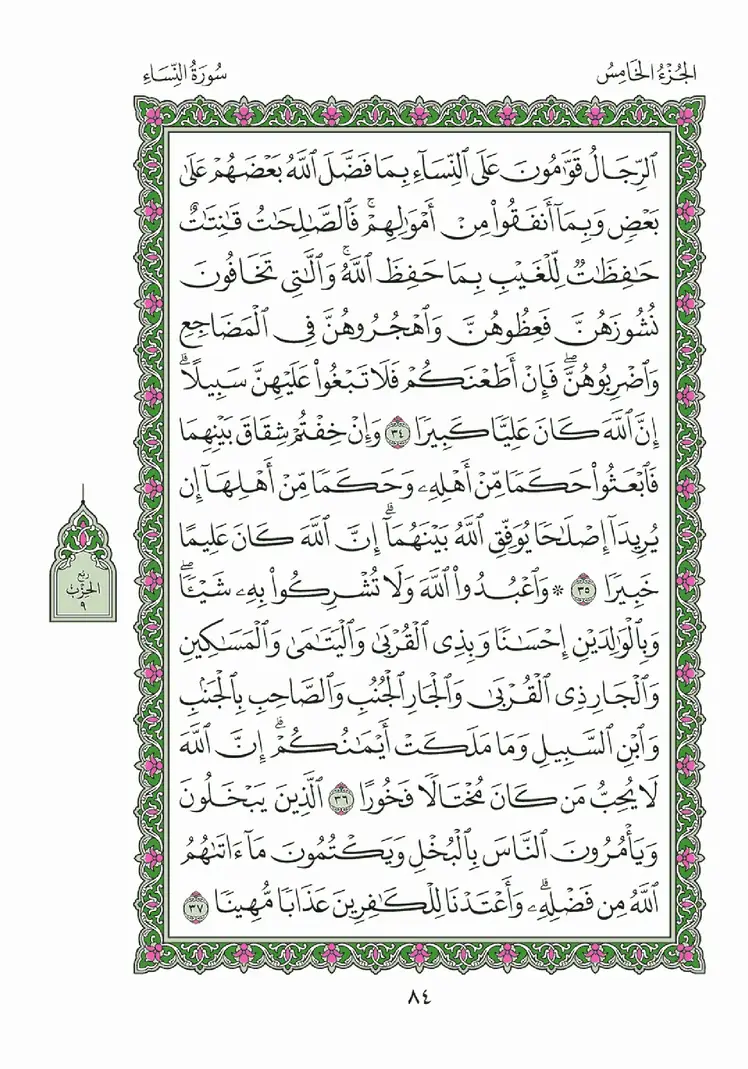 الجُزْءُ الخَامِسُ
سُورَةُ النِّسَاءِ
ٱلرِّجَالُ قَوَّٰمُونَ عَلَى ٱلنِّسَآءِ بِمَا فَضَّلَ ٱللَّهُ بَعْضَهُمْ عَلَىٰ
بَعْضٖ وَبِمَآ أَنفَقُواْ مِنْ أَمْوَٰلِهِمْۚ فَٱلصَّٰلِحَٰتُ قَٰنِتَٰتٌ
حَٰفِظَٰتٞ لِّلْغَيْبِ بِمَا حَفِظَ ٱللَّهُۚ وَٱلَّٰتِي تَخَافُونَ
نُشُوزَهُنَّ فَعِظُوهُنَّ وَٱهْجُرُوهُنَّ فِي ٱلْمَضَاجِعِ
وَٱضْرِبُوهُنَّۖ فَإِنْ أَطَعْنَكُمْ فَلَا تَبْغُواْ عَلَيْهِنَّ سَبِيلًاۗ
إِنَّ ٱللَّهَ كَانَ عَلِيّٗا كَبِيرٗا ٣٤ وَإِنْ خِفْتُمْ شِقَاقَ بَيْنِهِمَا
فَٱبْعَثُواْ حَكَمٗا مِّنْ أَهْلِهِۦ وَحَكَمٗا مِّنْ أَهْلِهَآ إِن
يُرِيدَآ إِصْلَٰحٗا يُوَفِّقِ ٱللَّهُ بَيْنَهُمَآۗ إِنَّ ٱللَّهَ كَانَ عَلِيمًا
خَبِيرٗا ٣٥ * وَٱعْبُدُواْ ٱللَّهَ وَلَا تُشْرِكُواْ بِهِۦ شَيْـٔٗاۖ
وَبِٱلْوَٰلِدَيْنِ إِحْسَٰنٗا وَبِذِي ٱلْقُرْبَىٰ وَٱلْيَتَٰمَىٰ وَٱلْمَسَٰكِينِ
وَٱلْجَارِ ذِي ٱلْقُرْبَىٰ وَٱلْجَارِ ٱلْجُنُبِ وَٱلصَّاحِبِ بِٱلْجَنۢبِ
وَٱبْنِ ٱلسَّبِيلِ وَمَا مَلَكَتْ أَيْمَٰنُكُمْۗ إِنَّ ٱللَّهَ
لَا يُحِبُّ مَن كَانَ مُخْتَالٗا فَخُورًا ٣٦ ٱلَّذِينَ يَبْخَلُونَ
وَيَأْمُرُونَ ٱلنَّاسَ بِٱلْبُخْلِ وَيَكْتُمُونَ مَآ ءَاتَىٰهُمُ
ٱللَّهُ مِن فَضْلِهِۦۗ وَأَعْتَدْنَا لِلْكَٰفِرِينَ عَذَابٗا مُّهِينٗا ٣٧
ربع
الحزب
٩
٨٤